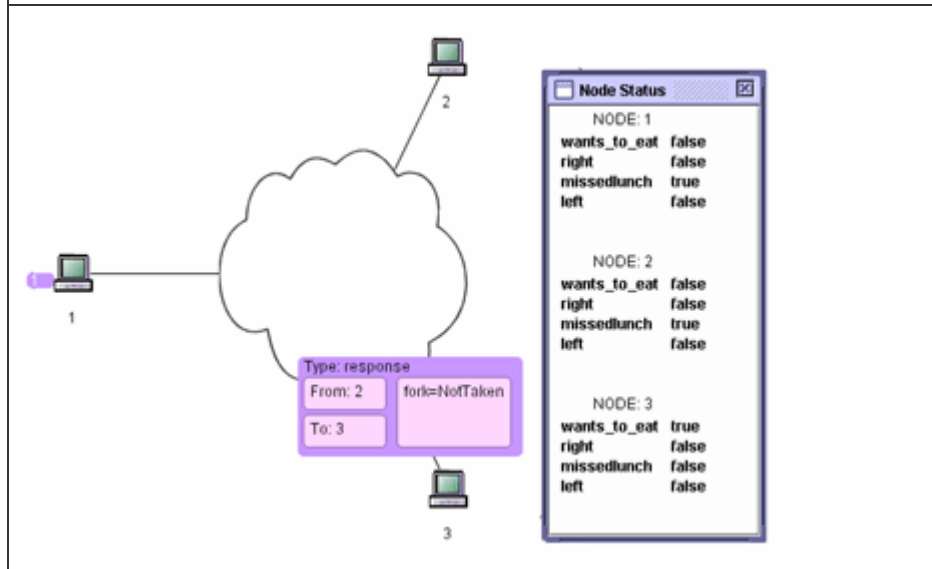 2
1
Type: response
From: 2
fork=NotTaken
To: 3
3
Node Status
NODE: 1
wants_to_eat false
right false
missedlunch true
left false
NODE: 2
wants_to_eat false
right false
missedlunch true
left false
NODE: 3
wants_to_eat true
right false
missedlunch false
left false